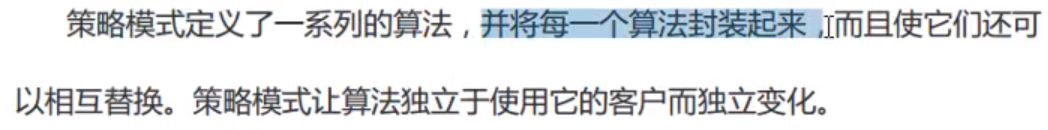 策略模式定义了一系列的算法，并将每一个算法封装起来，而且使它们还可
以相互替换。策略模式让算法独立于使用它的客户而独立变化。